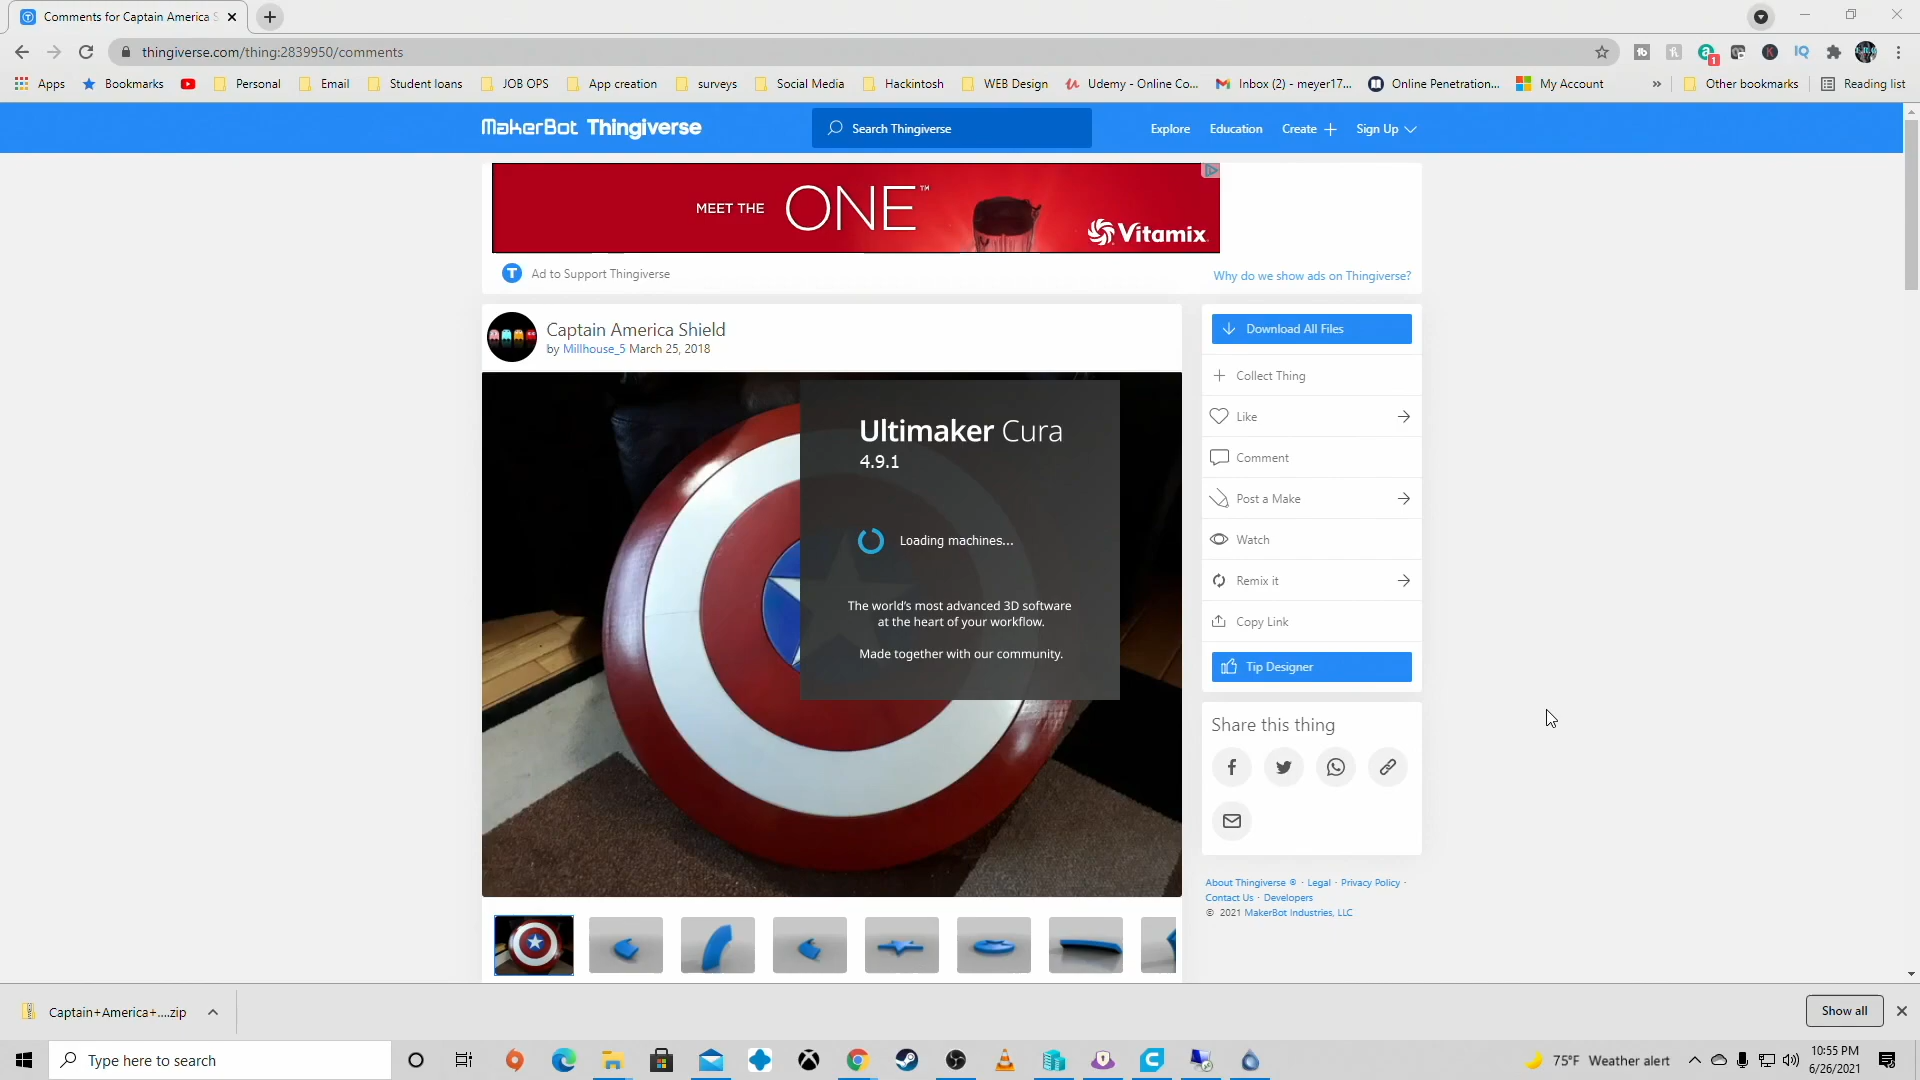 Comments for Captain America S
thingiverse.com/thing:2839950/comments
Apps Bookmarks Personal Email Student loans JOB OPS App creation surveys Social Media Hackintosh WEB Design Udemy - Online Co... Inbox (2) - meyer17... Online Penetration... My Account » Other bookmarks Reading list
MakerBot Thingiverse Search Thingiverse Explore Education Create + Sign Up
MEET THE ONE™ Vitamix
Ad to Support Thingiverse Why do we show ads on Thingiverse?
Captain America Shield
by Millhouse_5 March 25, 2018
Ultimaker Cura
4.9.1
Loading machines...
The world's most advanced 3D software
at the heart of your workflow.
Made together with our community.
Download All Files
Collect Thing
Like
Comment
Post a Make
Watch
Remix it
Copy Link
Tip Designer
Share this thing
About Thingiverse ® · Legal · Privacy Policy ·
Contact Us · Developers
© 2021 MakerBot Industries, LLC
Captain+America+....zip Show all
Type here to search 75°F Weather alert
10:55 PM
6/26/2021